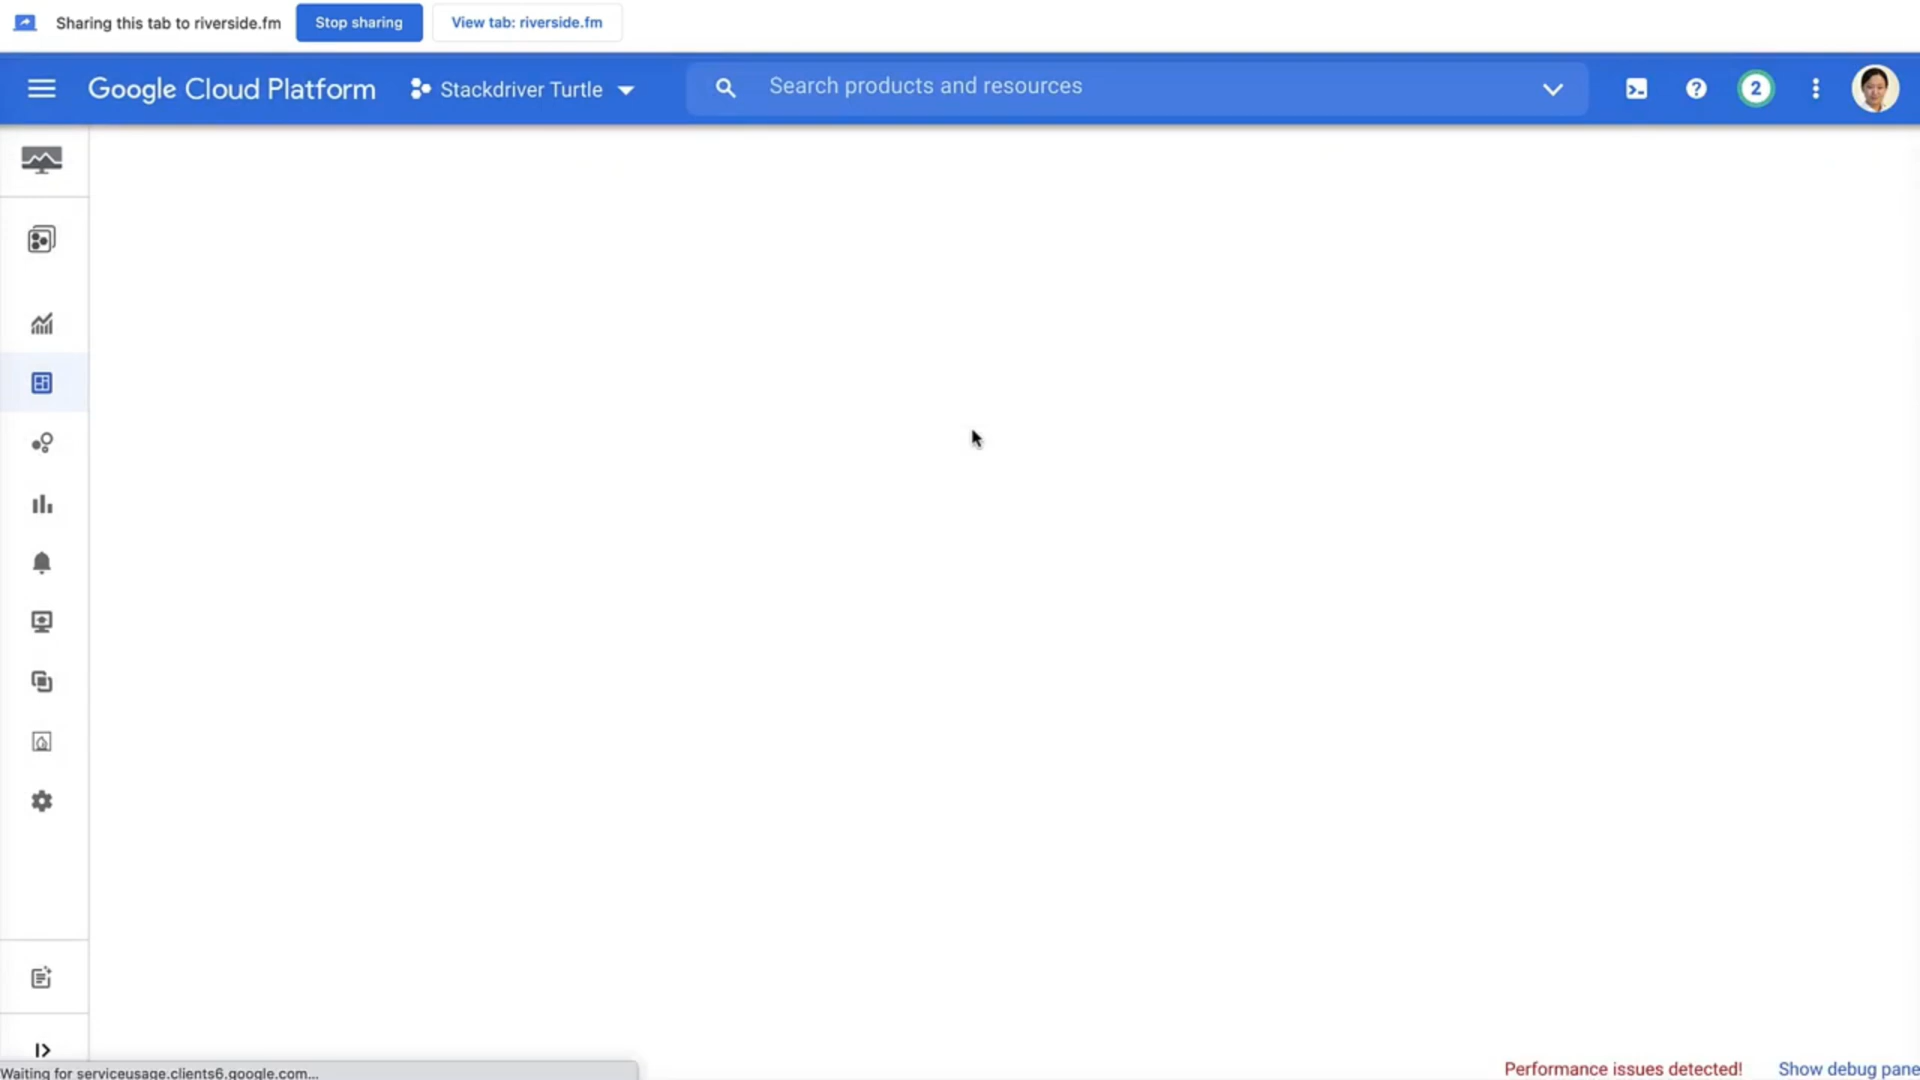 Sharing this tab to riverside.fm
Stop sharing
View tab: riverside.fm
Google Cloud Platform
Stackdriver Turtle
Search products and resources
2
Waiting for serviceusage.clients6.google.com...
Performance issues detected!
Show debug pane